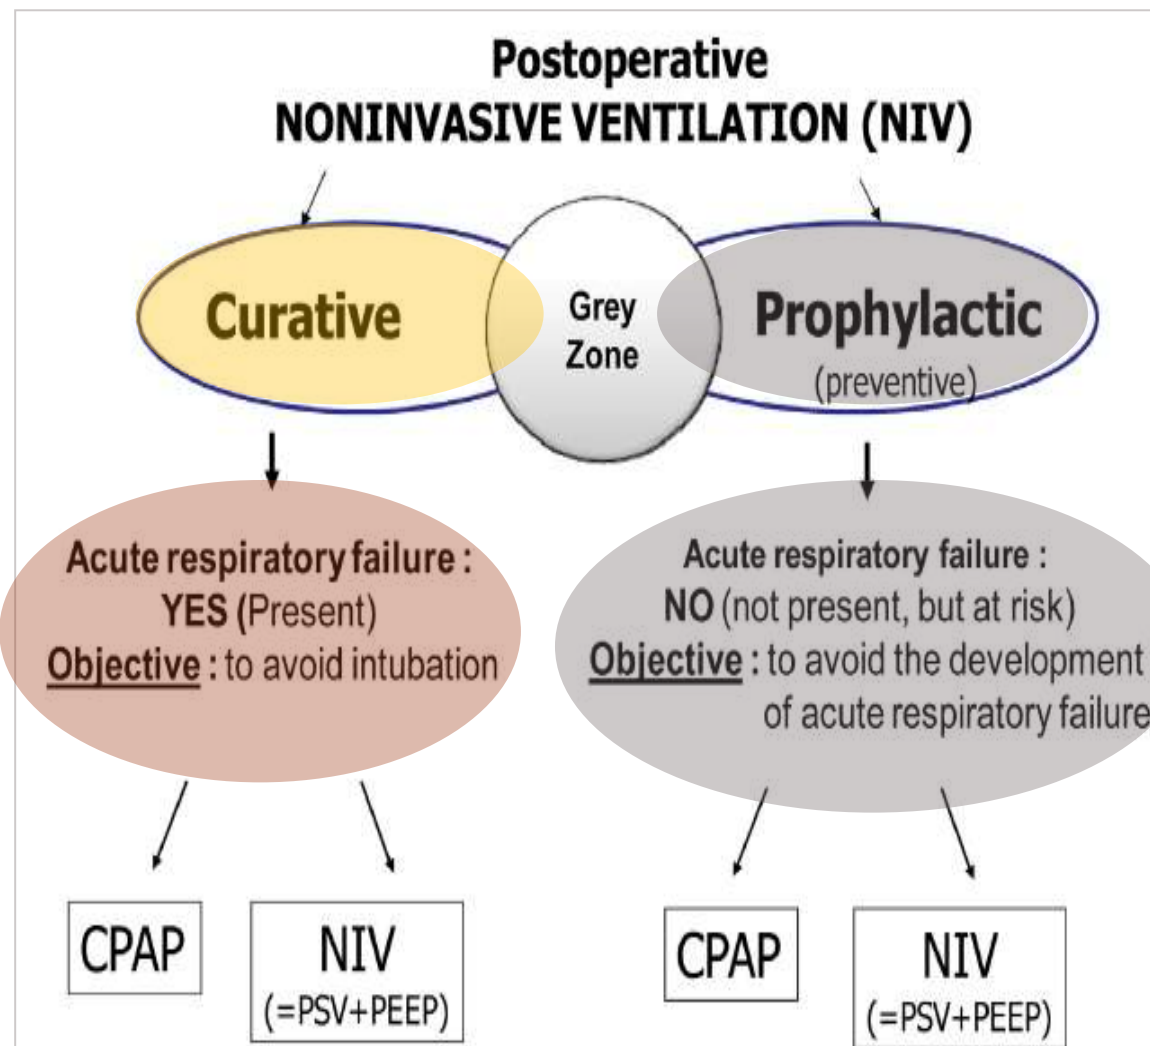 Postoperative
NONINVASIVE VENTILATION (NIV)
Curative
Grey
Zone
Prophylactic
(preventive)
Acute respiratory failure :
YES (Present)
Objective : to avoid intubation
Acute respiratory failure :
NO (not present, but at risk)
Objective : to avoid the development
of acute respiratory failure
CPAP
NIV
(=PSV+PEEP)
CPAP
NIV
(=PSV+PEEP)